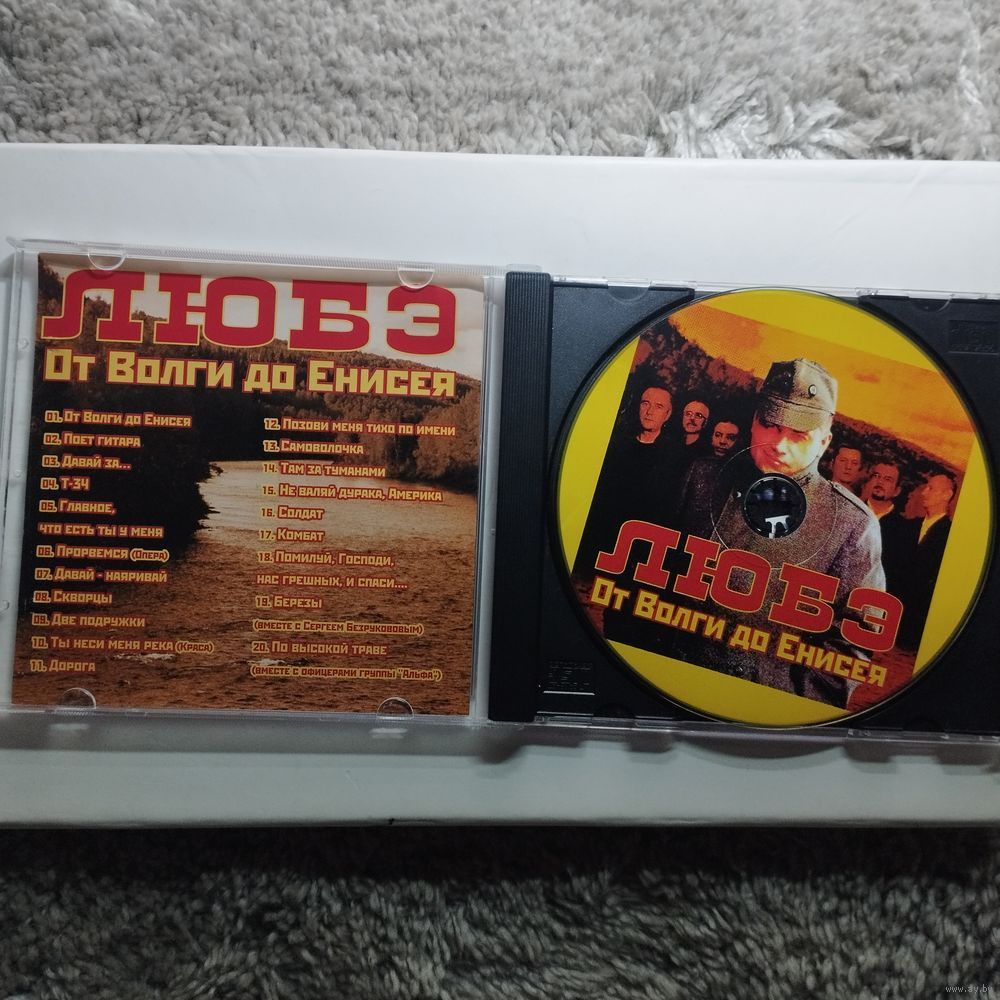 ЛЮБЭ
От Волги до Енисея
01. От Волги до Енисея
02. Поет гитара
03. Давай за...
04. Т-34
05. Главное,
что есть ты у меня
06. Прорвемся (Опера)
07. Давай - наяривай
08. Скворцы
09. Две подружки
10. Ты неси меня река (Краса)
11. Дорога
12. Позови меня тихо по имени
13. Самоволочка
14. Там за туманами
15. Не валяй дурака, Америка
16. Солдат
17. Комбат
18. Помилуй, Господи,
нас грешных, и спаси....
19. Березы
(вместе с Сергеем Безрукововым)
20. По высокой траве
(вместе с офицерами группы "Альфа")
ЛЮБЭ
От Волги до Енисея
www.ay.by